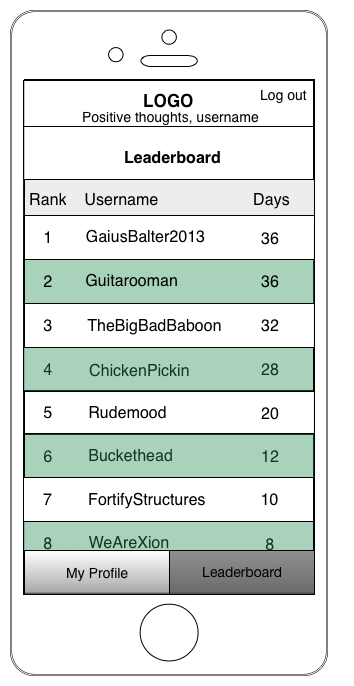 Log out
LOGO
Positive thoughts, username
Leaderboard
Rank Username Days
1 GaiusBalter2013 36
2 Guitarooman 36
3 TheBigBadBaboon 32
4 ChickenPickin 28
5 Rudemood 20
6 Buckethead 12
7 FortifyStructures 10
8 WeAreXion 8
My Profile Leaderboard